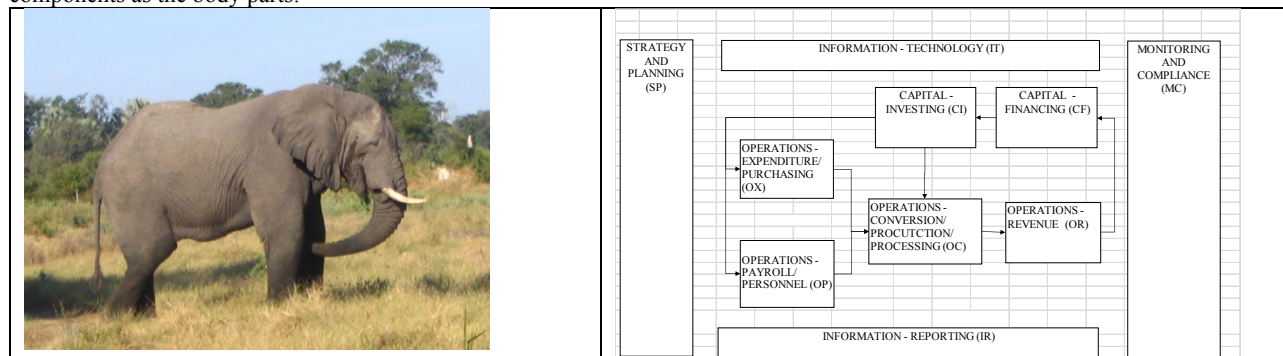 components as the body parts.
STRATEGY
AND
PLANNING
(SP)
INFORMATION - TECHNOLOGY (IT)
MONITORING
AND
COMPLIANCE
(MC)
CAPITAL -
INVESTING (CI)
CAPITAL -
FINANCING (CF)
OPERATIONS -
EXPENDITURE/
PURCHASING
(OX)
OPERATIONS -
CONVERSION/
PROCUTCTION/
PROCESSING (OC)
OPERATIONS -
REVENUE (OR)
OPERATIONS -
PAYROLL/
PERSONNEL (OP)
INFORMATION - REPORTING (IR)